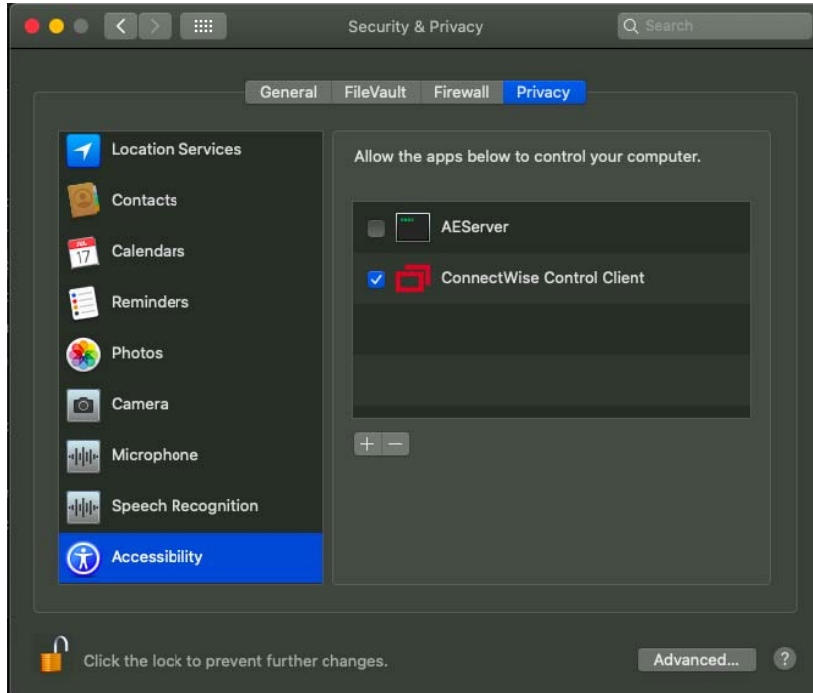 Security & Privacy
Search
General
FileVault
Firewall
Privacy
Location Services
Contacts
JUL
17
Calendars
Reminders
Photos
Camera
Microphone
Speech Recognition
Accessibility
Allow the apps below to control your computer.
AEServer
ConnectWise Control Client
+
−
Click the lock to prevent further changes.
Advanced...
?